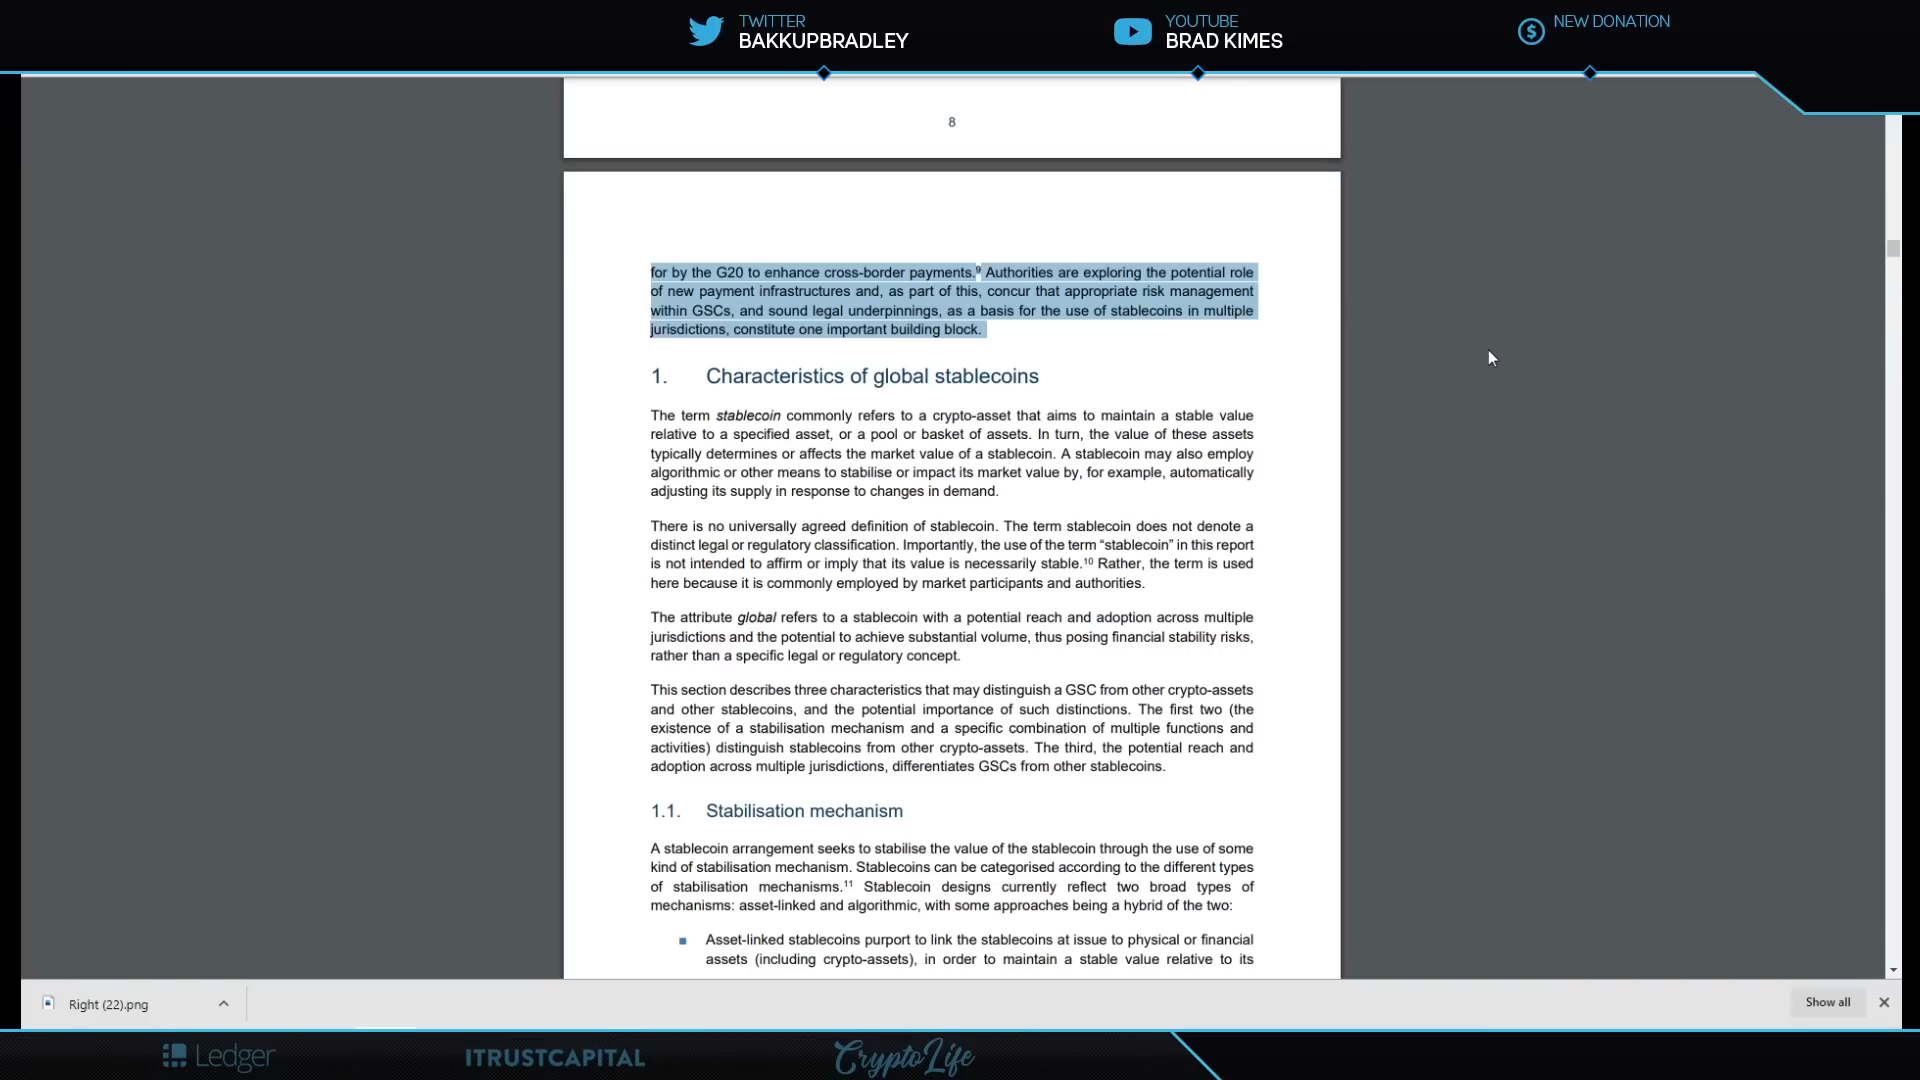 TWITTER
BAKKUPBRADLEY
YOUTUBE
BRAD KIMES
NEW DONATION
8
for by the G20 to enhance cross-border payments.⁹ Authorities are exploring the potential role
of new payment infrastructures and, as part of this, concur that appropriate risk management
within GSCs, and sound legal underpinnings, as a basis for the use of stablecoins in multiple
jurisdictions, constitute one important building block.
1. Characteristics of global stablecoins
The term stablecoin commonly refers to a crypto-asset that aims to maintain a stable value
relative to a specified asset, or a pool or basket of assets. In turn, the value of these assets
typically determines or affects the market value of a stablecoin. A stablecoin may also employ
algorithmic or other means to stabilise or impact its market value by, for example, automatically
adjusting its supply in response to changes in demand.
There is no universally agreed definition of stablecoin. The term stablecoin does not denote a
distinct legal or regulatory classification. Importantly, the use of the term “stablecoin” in this report
is not intended to affirm or imply that its value is necessarily stable.¹⁰ Rather, the term is used
here because it is commonly employed by market participants and authorities.
The attribute global refers to a stablecoin with a potential reach and adoption across multiple
jurisdictions and the potential to achieve substantial volume, thus posing financial stability risks,
rather than a specific legal or regulatory concept.
This section describes three characteristics that may distinguish a GSC from other crypto-assets
and other stablecoins, and the potential importance of such distinctions. The first two (the
existence of a stabilisation mechanism and a specific combination of multiple functions and
activities) distinguish stablecoins from other crypto-assets. The third, the potential reach and
adoption across multiple jurisdictions, differentiates GSCs from other stablecoins.
1.1. Stabilisation mechanism
A stablecoin arrangement seeks to stabilise the value of the stablecoin through the use of some
kind of stabilisation mechanism. Stablecoins can be categorised according to the different types
of stabilisation mechanisms.¹¹ Stablecoin designs currently reflect two broad types of
mechanisms: asset-linked and algorithmic, with some approaches being a hybrid of the two:
Asset-linked stablecoins purport to link the stablecoins at issue to physical or financial
assets (including crypto-assets), in order to maintain a stable value relative to its
Right (22).png
Show all
Ledger
ITRUSTCAPITAL
CryptoLife